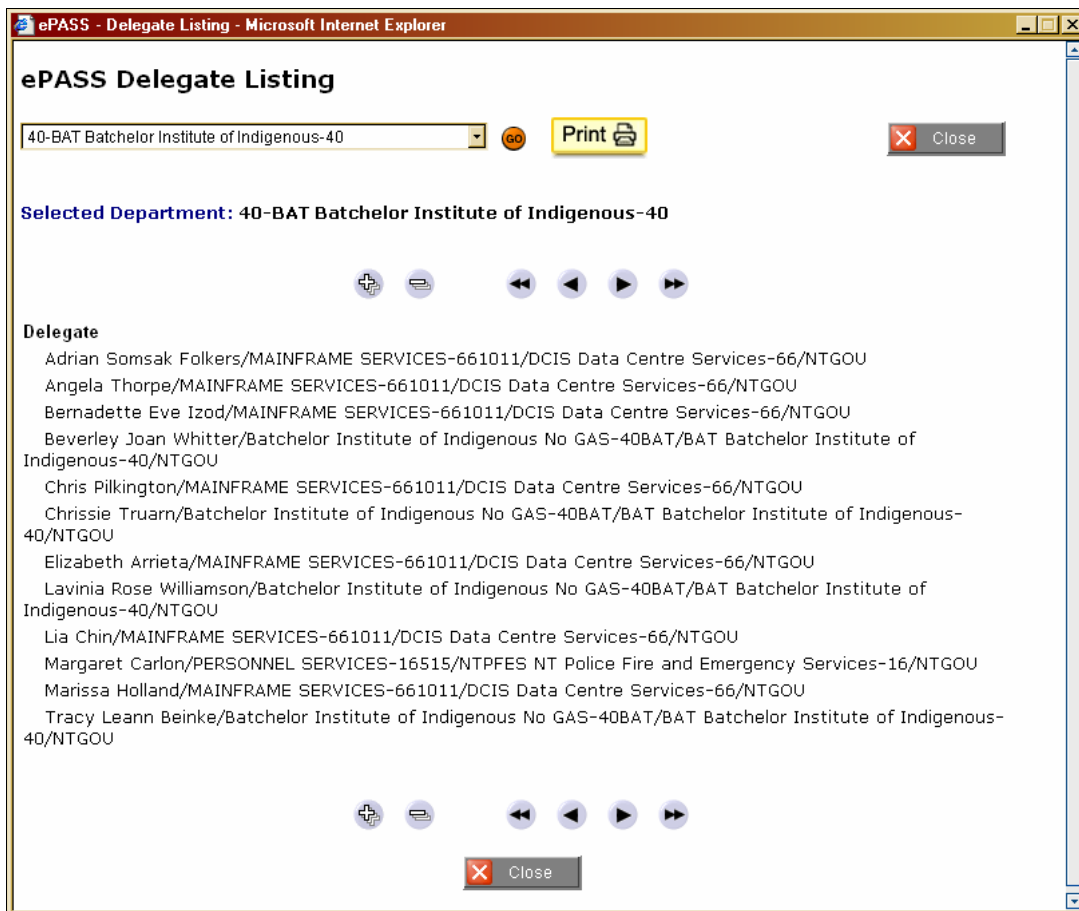 ePASS - Delegate Listing - Microsoft Internet Explorer
ePASS Delegate Listing
40-BAT Batchelor Institute of Indigenous-40
GO
Print
Close
Selected Department: 40-BAT Batchelor Institute of Indigenous-40
Delegate
Adrian Somsak Folkers/MAINFRAME SERVICES-661011/DCIS Data Centre Services-66/NTGOU
Angela Thorpe/MAINFRAME SERVICES-661011/DCIS Data Centre Services-66/NTGOU
Bernadette Eve Izod/MAINFRAME SERVICES-661011/DCIS Data Centre Services-66/NTGOU
Beverley Joan Whitter/Batchelor Institute of Indigenous No GAS-40BAT/BAT Batchelor Institute of
Indigenous-40/NTGOU
Chris Pilkington/MAINFRAME SERVICES-661011/DCIS Data Centre Services-66/NTGOU
Chrissie Truarn/Batchelor Institute of Indigenous No GAS-40BAT/BAT Batchelor Institute of Indigenous-
40/NTGOU
Elizabeth Arrieta/MAINFRAME SERVICES-661011/DCIS Data Centre Services-66/NTGOU
Lavinia Rose Williamson/Batchelor Institute of Indigenous No GAS-40BAT/BAT Batchelor Institute of
Indigenous-40/NTGOU
Lia Chin/MAINFRAME SERVICES-661011/DCIS Data Centre Services-66/NTGOU
Margaret Carlon/PERSONNEL SERVICES-16515/NTPFES NT Police Fire and Emergency Services-16/NTGOU
Marissa Holland/MAINFRAME SERVICES-661011/DCIS Data Centre Services-66/NTGOU
Tracy Leann Beinke/Batchelor Institute of Indigenous No GAS-40BAT/BAT Batchelor Institute of Indigenous-
40/NTGOU
Close